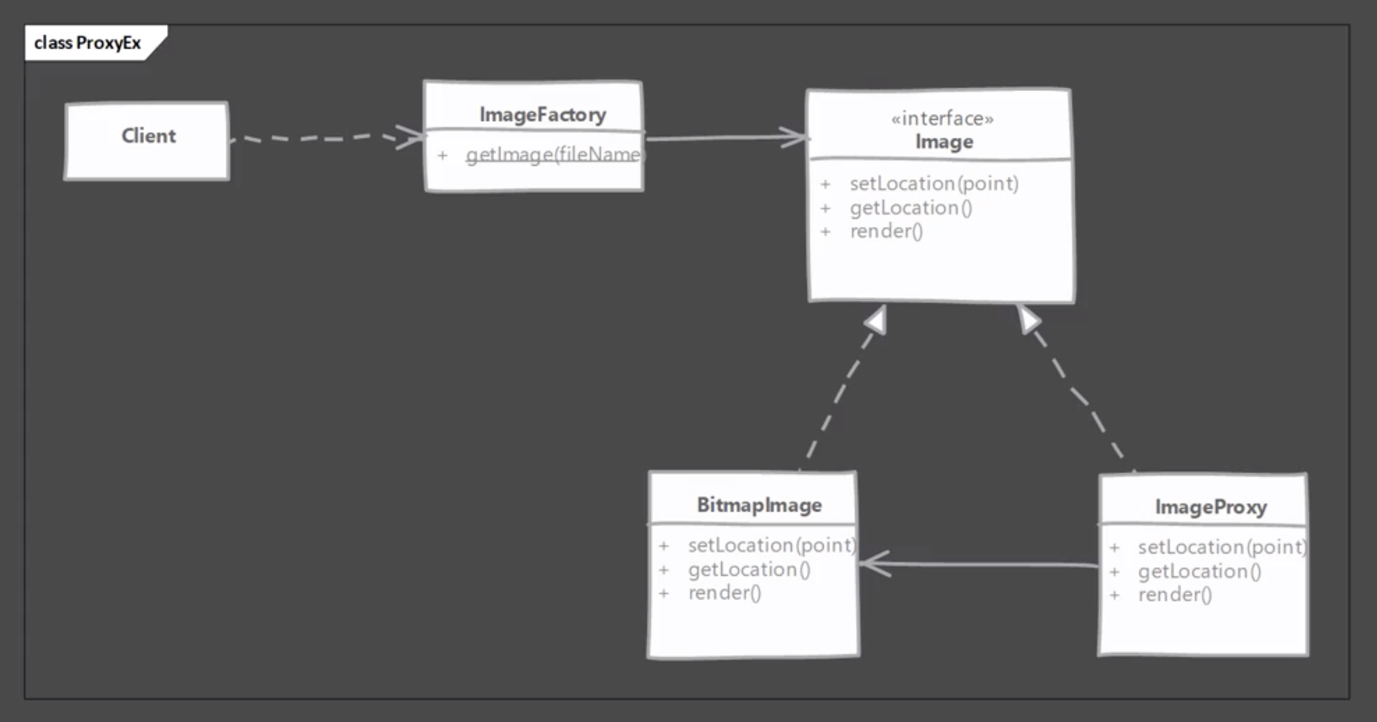 class ProxyEx
Client
ImageFactory
+ getImage(fileName)
«interface»
Image
+ setLocation(point)
+ getLocation()
+ render()
BitmapImage
+ setLocation(point)
+ getLocation()
+ render()
ImageProxy
+ setLocation(point)
+ getLocation()
+ render()